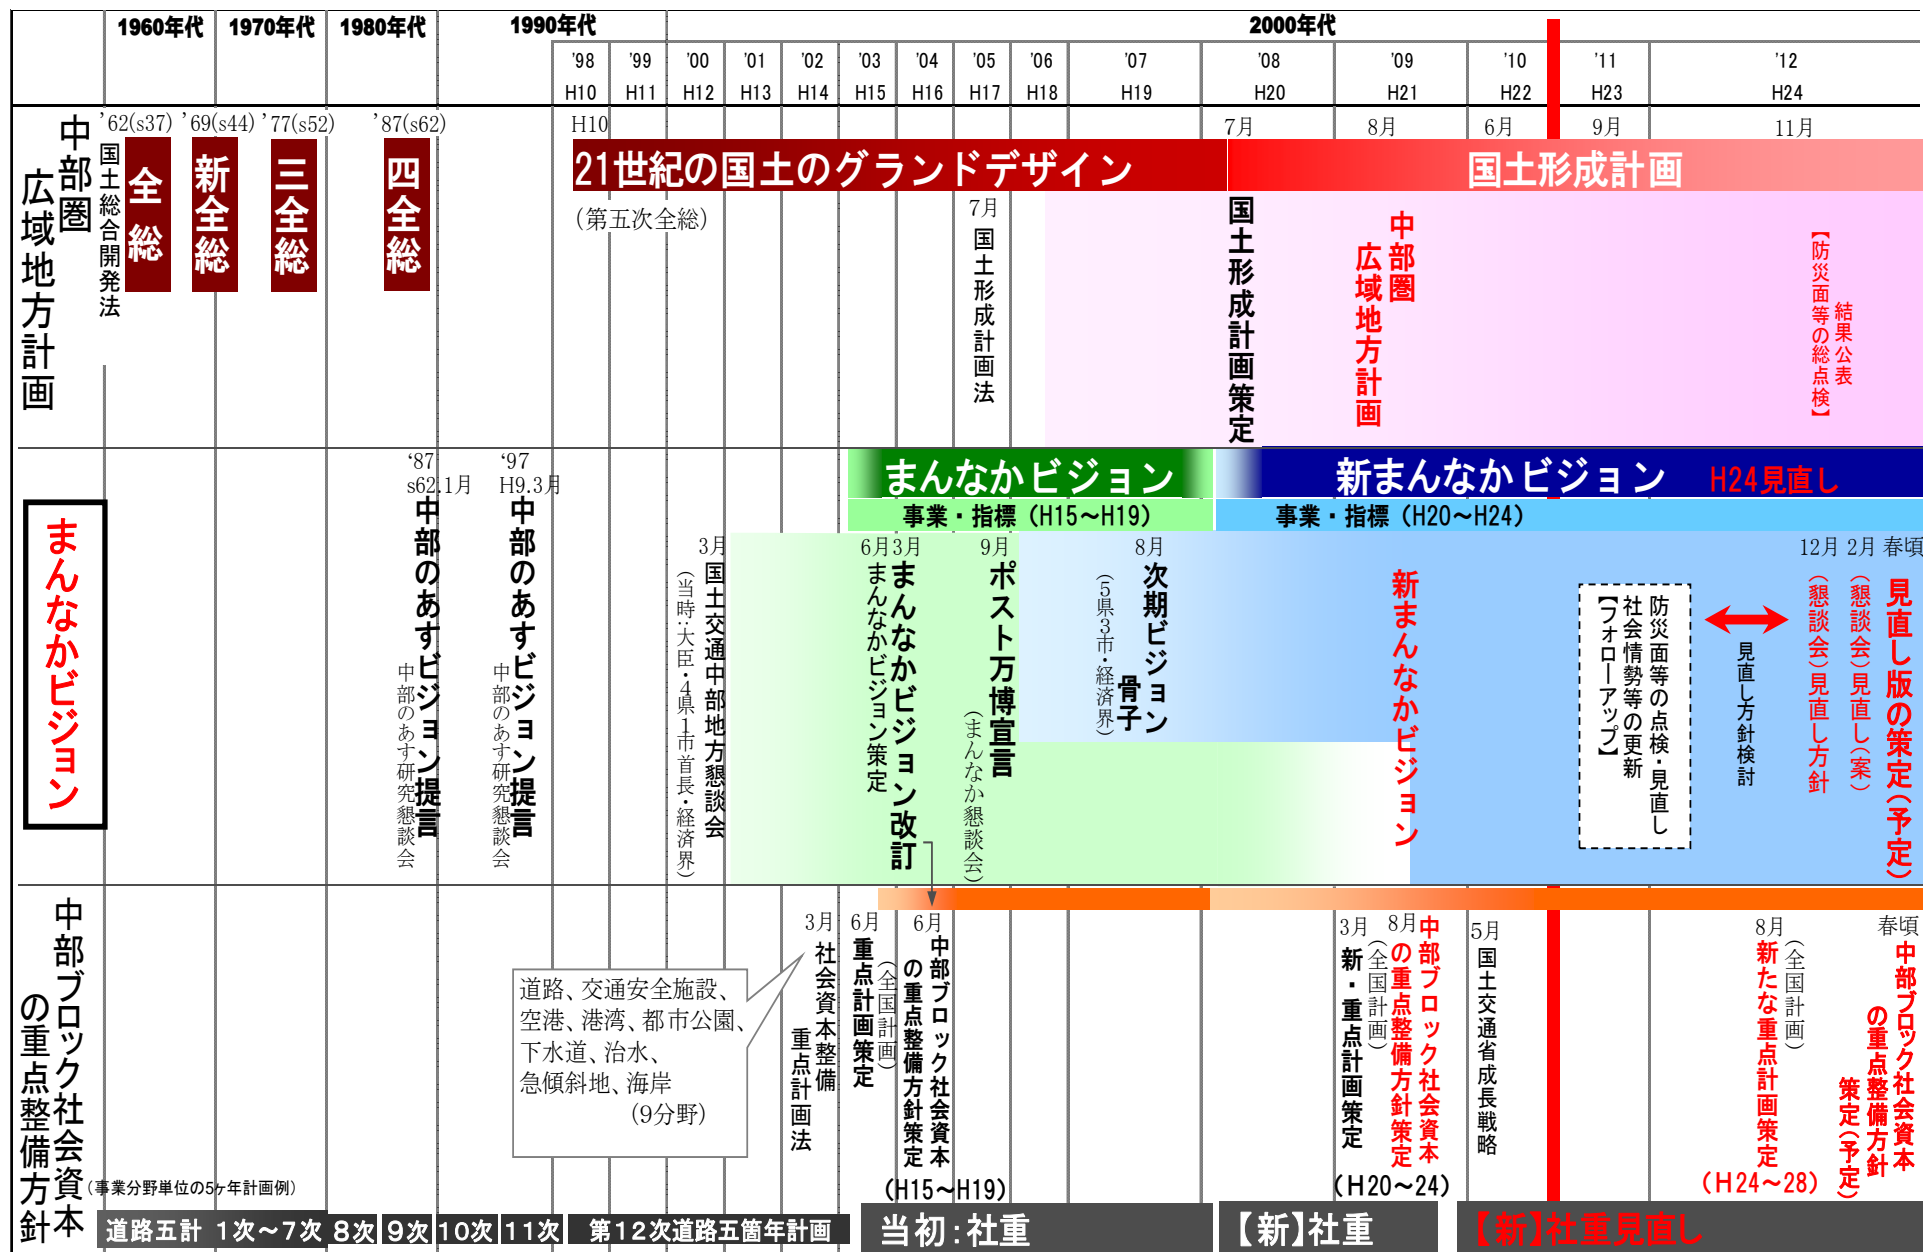 1960年代 1970年代 1980年代 1990年代 2000年代
'98 '99 '00 '01 '02 '03 '04 '05 '06 '07 '08 '09 '10 '11 '12
H10 H11 H12 H13 H14 H15 H16 H17 H18 H19 H20 H21 H22 H23 H24
中部圏
広域地方計画
'62(s37) '69(s44) '77(s52) '87(s62) H10 7月 8月 6月 9月 11月
国土総合開発法
全総
新全総
三全総
四全総
21世紀の国土のグランドデザイン
国土形成計画
(第五次全総)
7月
国土形成計画法
国土形成計画策定
中部圏
広域地方計画
【防災面等の総点検】
結果公表
まんなかビジョン
'87
s62.1月
中部のあすビジョン提言
中部のあす研究懇談会
'97
H9.3月
中部のあすビジョン提言
中部のあす研究懇談会
まんなかビジョン
新まんなかビジョン H24見直し
事業・指標(H15～H19)
事業・指標(H20～H24)
3月
国土交通中部地方懇談会
(当時:大臣・4県1市首長・経済界)
6月
まんなかビジョン策定
3月
まんなかビジョン改訂
9月
ポスト万博宣言
(まんなか懇談会)
8月
次期ビジョン
骨子
(5県3市・経済界)
新まんなかビジョン
防災面等の点検・見直し
社会情勢等の更新
【フォローアップ】
見直し方針検討
12月
(懇談会)見直し方針
2月
(懇談会)見直し(案)
春頃
見直し版の策定(予定)
中部ブロック社会資本
の重点整備方針
3月
社会資本整備
重点計画法
道路、交通安全施設、
空港、港湾、都市公園、
下水道、治水、
急傾斜地、海岸
(9分野)
6月
重点計画策定
(全国計画)
6月
中部ブロック社会資本
の重点整備方針策定
(H15～H19)
3月
新・重点計画策定
(全国計画)
8月
中部ブロック社会資本
の重点整備方針策定
(H20～24)
5月
国土交通省成長戦略
8月
新たな重点計画策定
(全国計画)
(H24～28)
春頃
中部ブロック社会資本
の重点整備方針
策定(予定)
(事業分野単位の5ヶ年計画例)
道路五計 1次～7次 8次 9次 10次 11次 第12次道路五箇年計画
当初:社重
【新】社重
【新】社重見直し